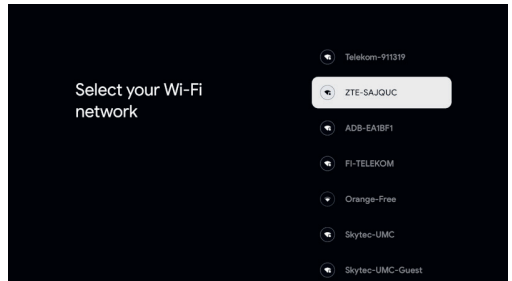 Select your Wi-Fi
network
Telekom-911319
ZTE-SAJQUC
ADB-EA1BF1
FI-TELEKOM
Orange-Free
Skytec-UMC
Skytec-UMC-Guest